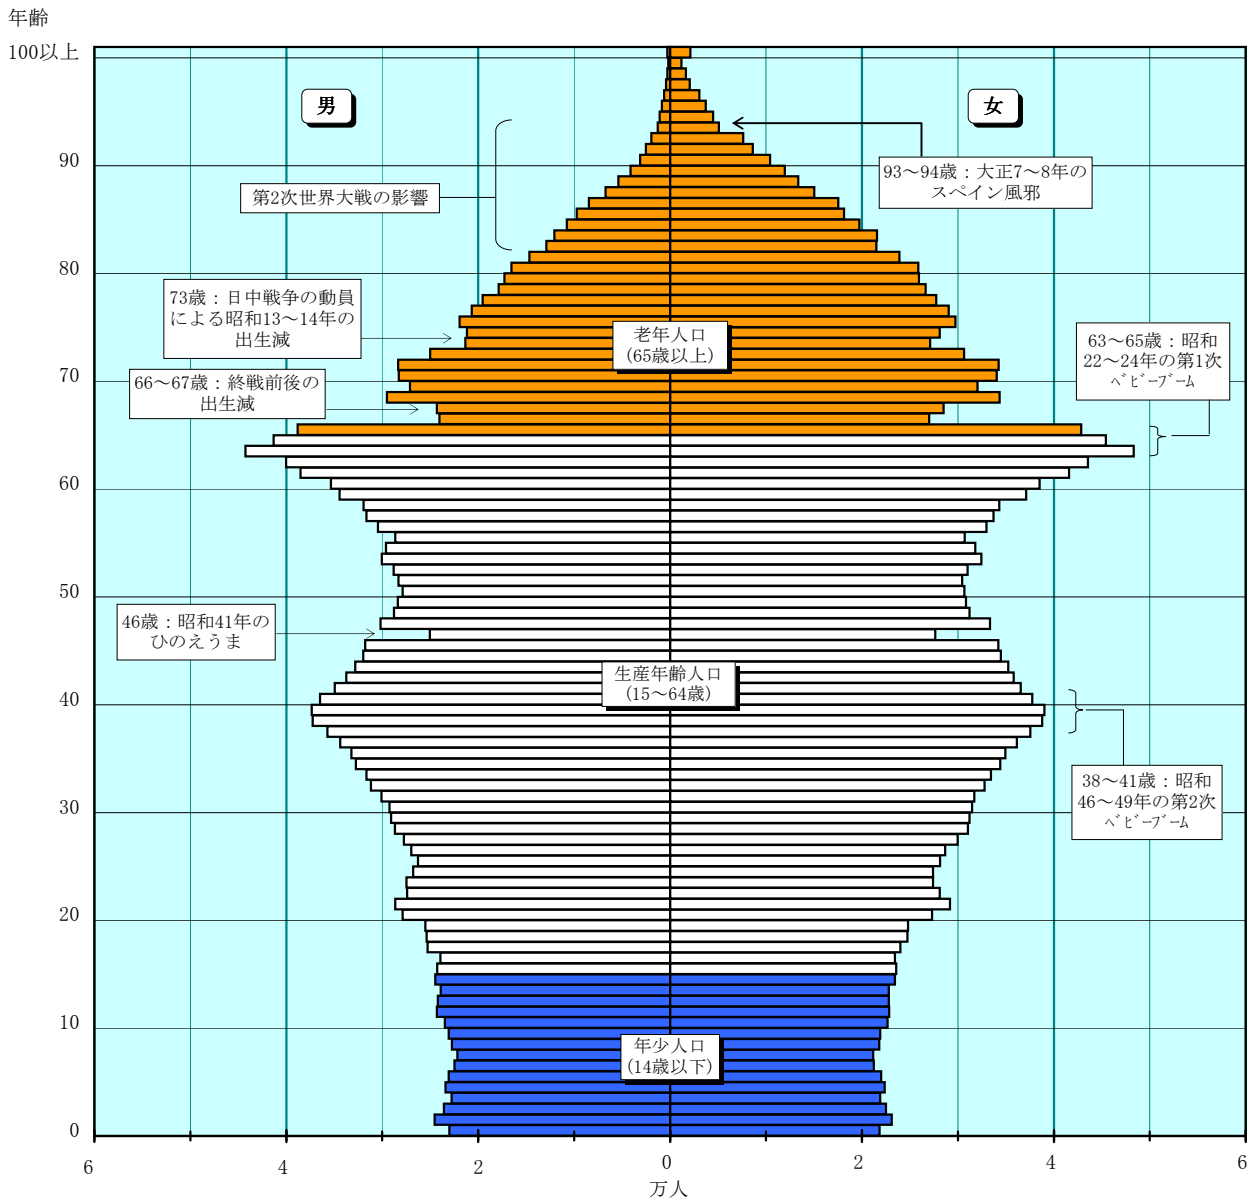 年齢
100以上
男
女
90
93～94歳：大正7～8年の
スペイン風邪
第2次世界大戦の影響
80
73歳：日中戦争の動員
による昭和13～14年の
出生減
老年人口
(65歳以上)
63～65歳：昭和
22～24年の第1次
ﾍﾞﾋﾞｰﾌﾞｰﾑ
70
66～67歳：終戦前後の
出生減
60
50
46歳：昭和41年の
ひのえうま
生産年齢人口
(15～64歳)
40
38～41歳：昭和
46～49年の第2次
ﾍﾞﾋﾞｰﾌﾞｰﾑ
30
20
10
年少人口
(14歳以下)
0
6
4
2
0
2
4
6
万人